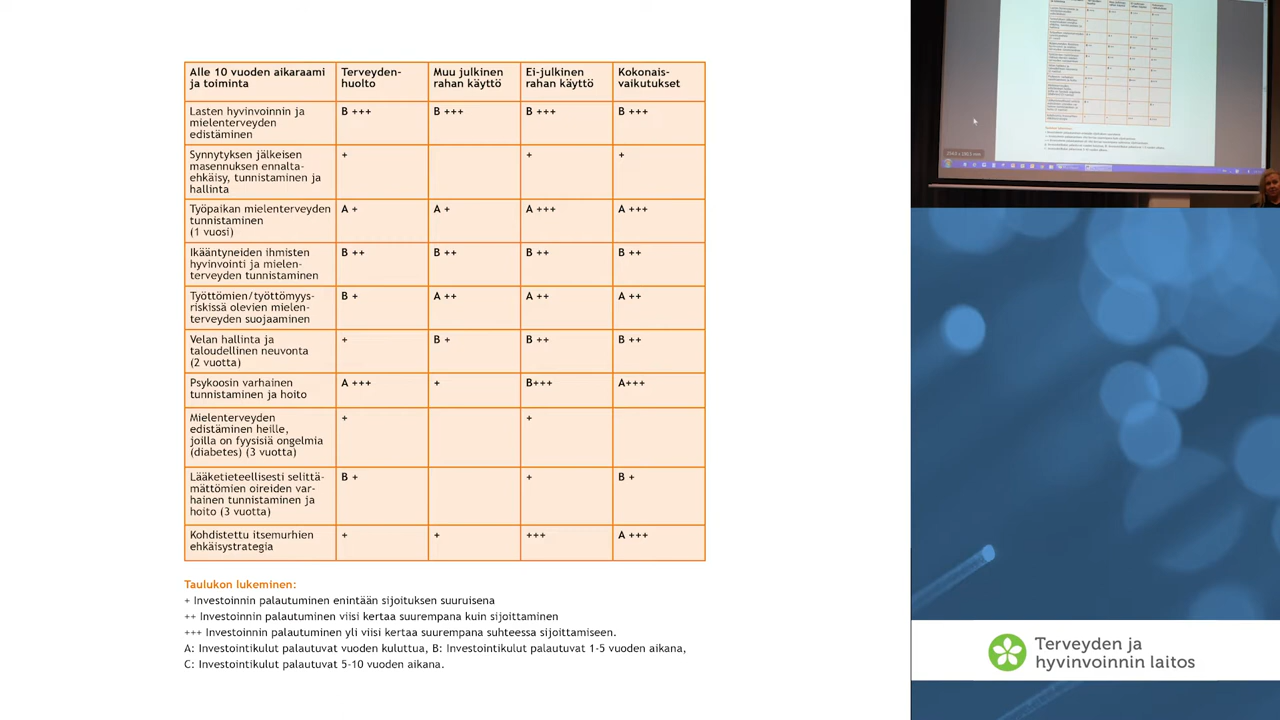 Alle 10 vuoden aikaraami
ja toiminta
Terveyden-
huolto
Muu julkinen
alan käyttö
Ei-julkinen
alan käyttö
Kokonais-
vaikutukset
lasten hyvinvointi ja
mielenterveyden
edistäminen
B +++
B +++
B +++
Synnytyksen jälkeisten
masennuksen ennalta-
ehkäisy, tunnistaminen ja
hallinta
+
+
+
Työpaikan mielenterveyden
tunnistaminen
(1 vuosi)
A +
A +
A +++
A +++
Ikääntyneiden ihmisten
hyvinvointi ja mielen-
terveyden tunnistaminen
B ++
B ++
B ++
B ++
Työttömien/työttömyys-
riskissä olevien mielen-
terveyden suojaaminen
B +
A ++
A ++
A ++
Velan hallinta ja
taloudellinen neuvonta
(2 vuotta)
+
B +
B ++
B ++
Psykoosin varhainen
tunnistaminen ja hoito
A +++
+
B+++
A+++
Mielenterveyden
edistäminen heille,
joilla on fyysisiä ongelmia
(diabetes) (3 vuotta)
+
+
Lääketieteellisesti selittä-
mättömien oireiden var-
hainen tunnistaminen ja
hoito (3 vuotta)
B +
+
B +
Kohdistettu itsemurhien
ehkäisystrategia
+
+
+++
A +++
Taulukon lukeminen:
+ Investoinnin palautuminen enintään sijoituksen suuruisena
++ Investoinnin palautuminen viisi kertaa suurempana kuin sijoittaminen
+++ Investoinnin palautuminen yli viisi kertaa suurempana suhteessa sijoittamiseen.
A: Investointikulut palautuvat vuoden kuluttua, B: Investointikulut palautuvat 1-5 vuoden aikana,
C: Investointikulut palautuvat 5-10 vuoden aikana.
Terveyden ja
hyvinvoinnin laitos